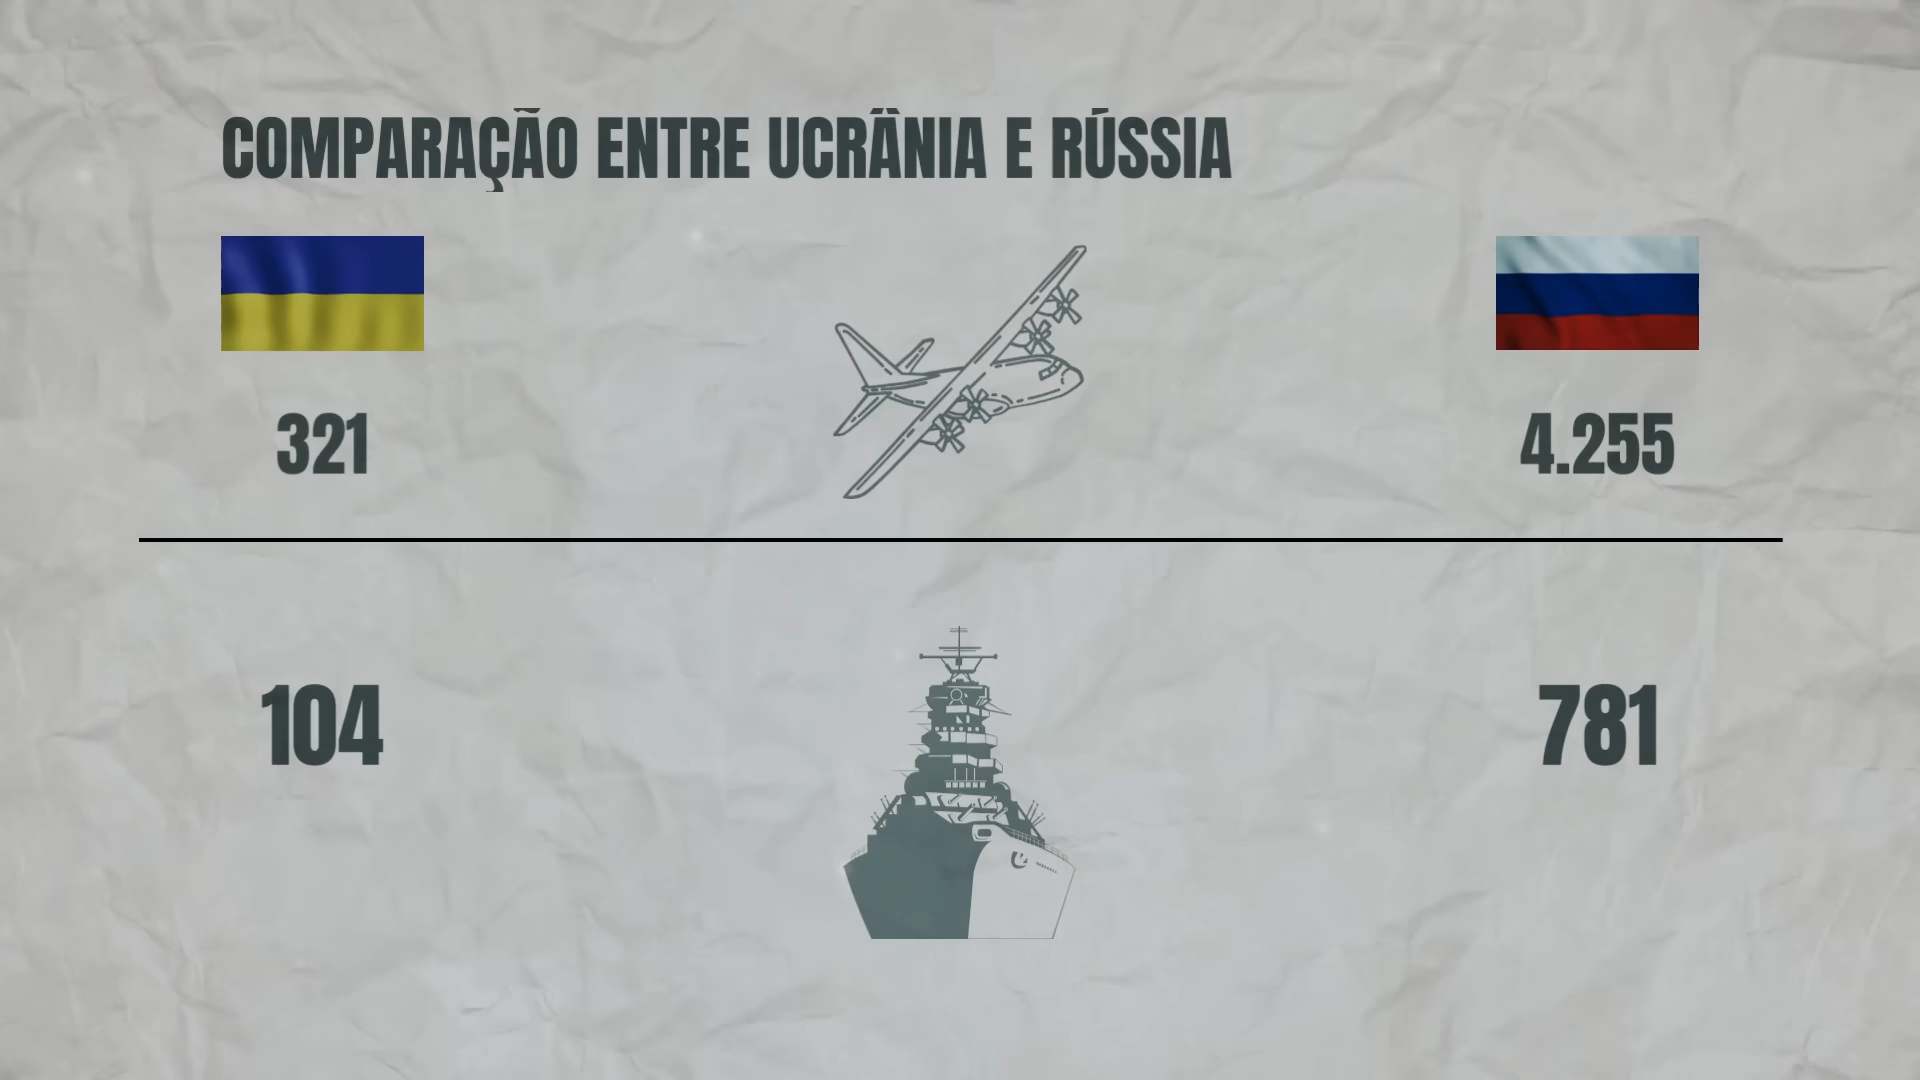 COMPARAÇÃO ENTRE UCRÂNIA E RÚSSIA
321
4.255
104
781